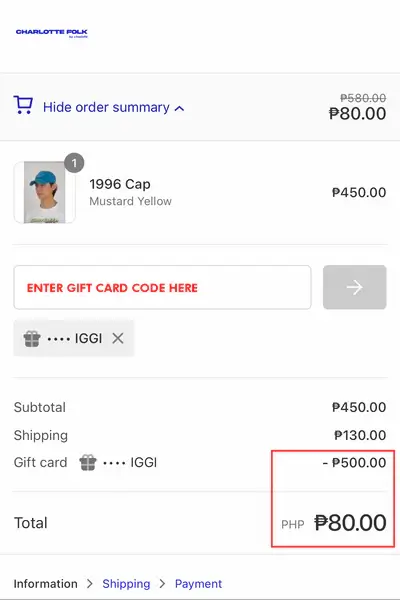 CHARLOTTE FOLK
Hide order summary
₱580.00
₱80.00
1
1996 Cap
₱450.00
Mustard Yellow
ENTER GIFT CARD CODE HERE
•••• IGGI
Subtotal ₱450.00
Shipping ₱130.00
Gift card •••• IGGI - ₱500.00
Total PHP ₱80.00
Information > Shipping > Payment